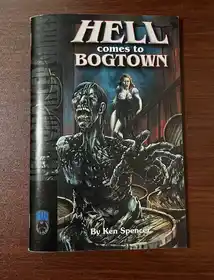 HELL
comes to
BOGTOWN
By Ken Spencer